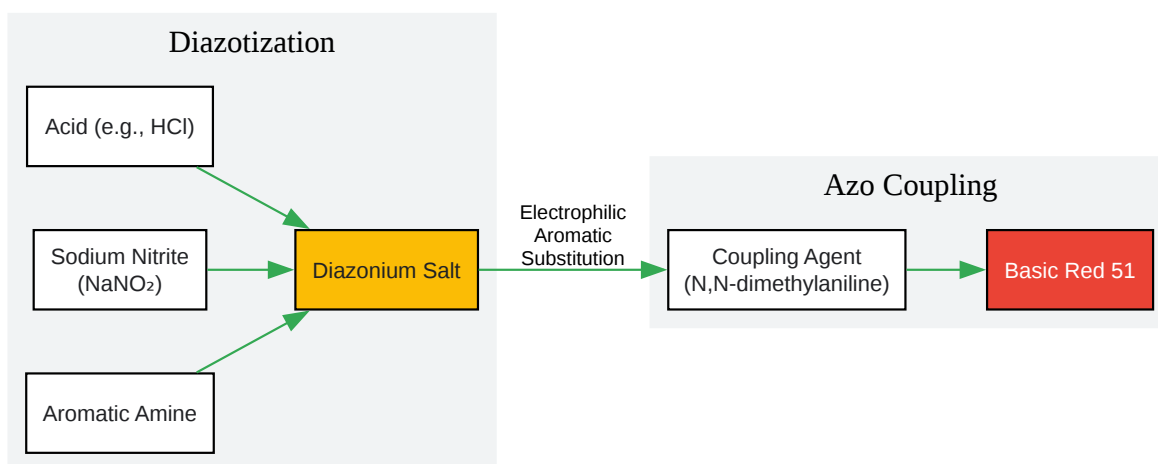 Diazotization
Acid (e.g., HCl)
Sodium Nitrite
(NaNO₂)
Aromatic Amine
Diazonium Salt
Electrophilic
Aromatic
Substitution
Azo Coupling
Coupling Agent
(N,N-dimethylaniline)
Basic Red 51